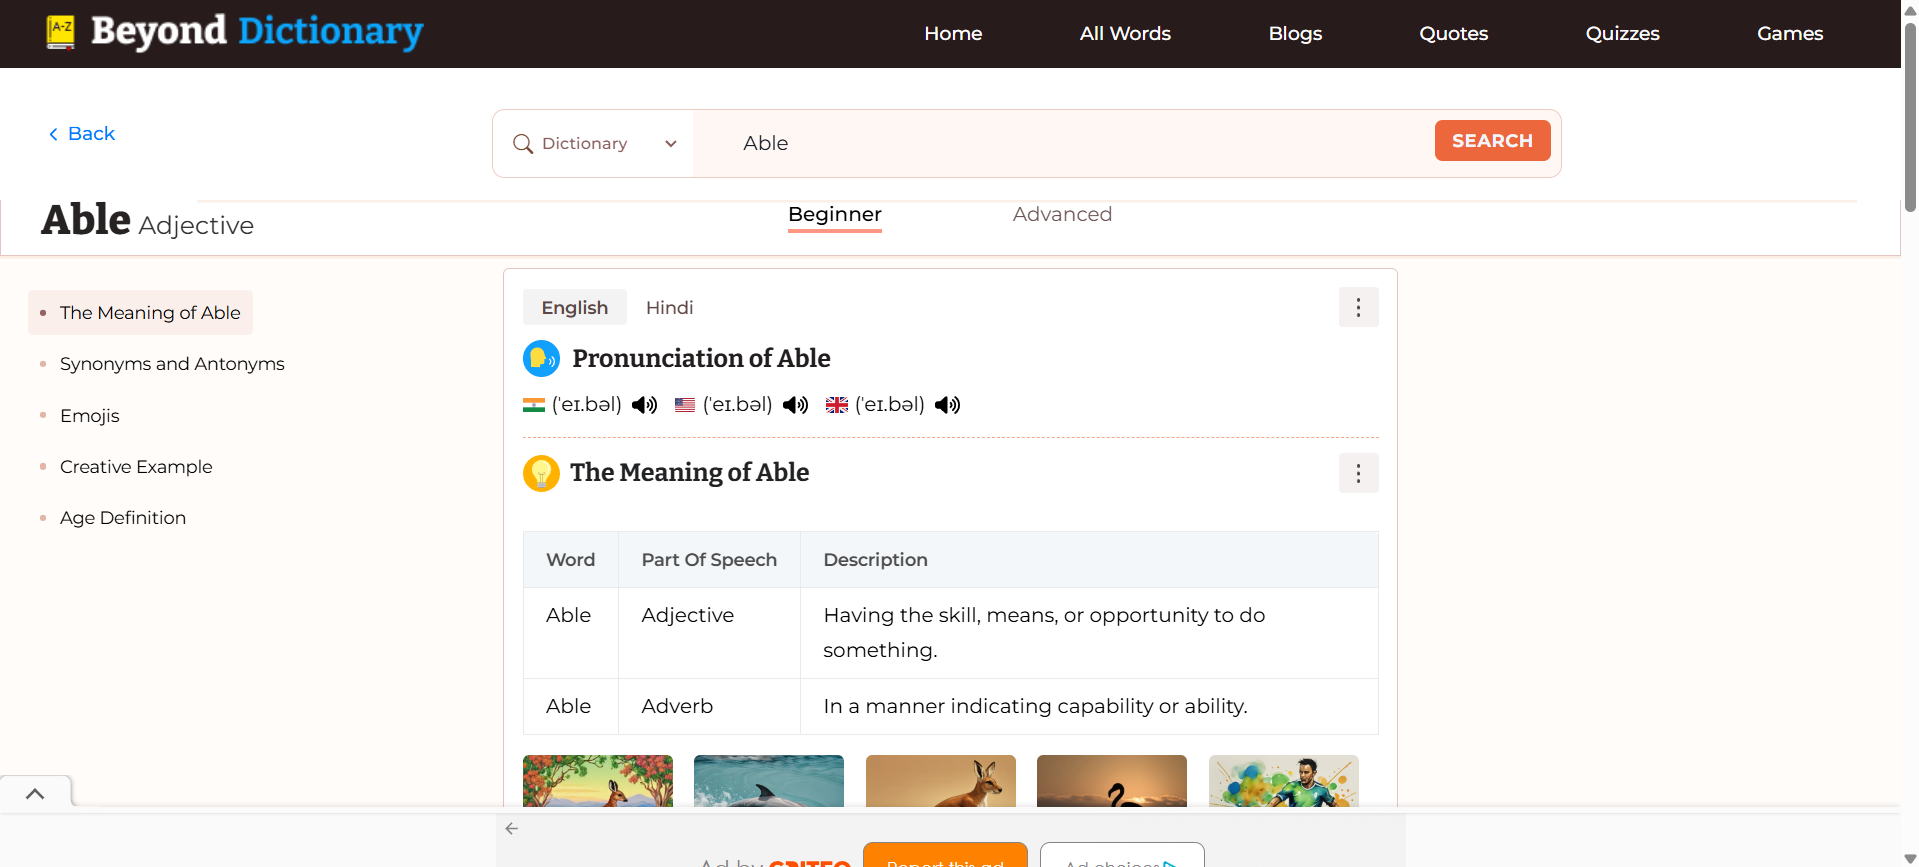 A-Z Beyond Dictionary
Home
All Words
Blogs
Quotes
Quizzes
Games
Back
Dictionary
Able
SEARCH
Able Adjective
Beginner
Advanced
The Meaning of Able
Synonyms and Antonyms
Emojis
Creative Example
Age Definition
English
Hindi
Pronunciation of Able
(ˈeɪ.bəl) (ˈeɪ.bəl) (ˈeɪ.bəl)
The Meaning of Able
Word Part Of Speech Description
Able Adjective Having the skill, means, or opportunity to do
something.
Able Adverb In a manner indicating capability or ability.
Ad by CRITEO
Report this ad
Ad choices